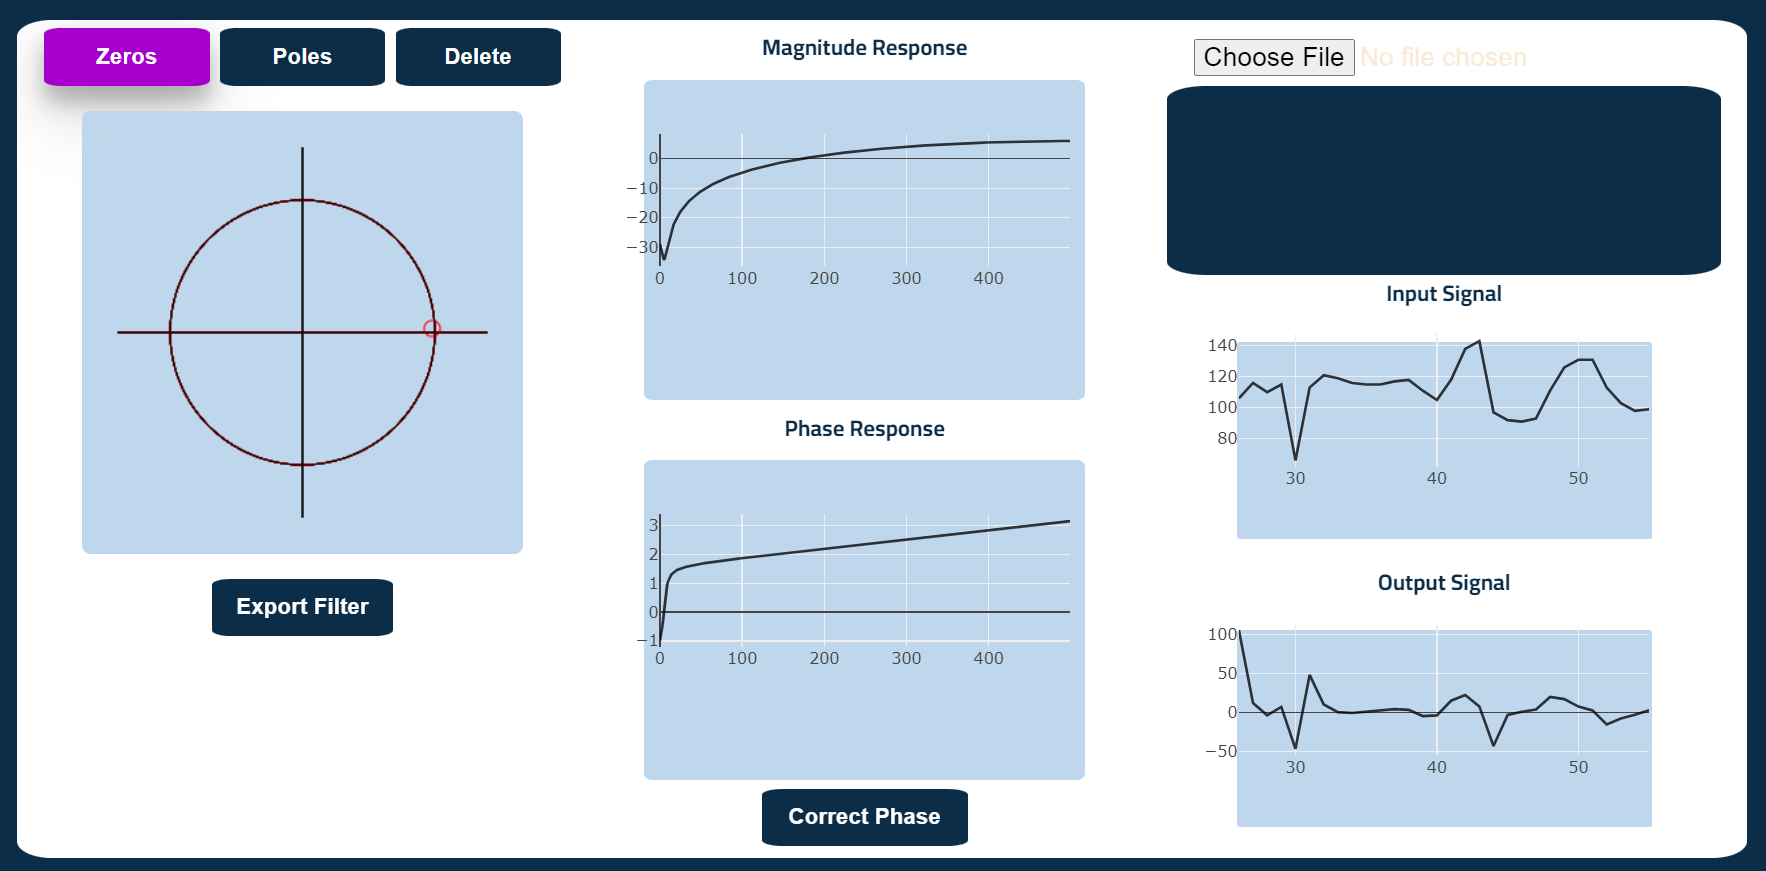 Zeros
Poles
Delete
Export Filter
Magnitude Response
0
−10
−20
−30
0 100 200 300 400
Phase Response
3
2
1
0
−1
0 100 200 300 400
Correct Phase
Choose File No file chosen
Input Signal
140
120
100
80
30 40 50
Output Signal
100
50
0
−50
30 40 50